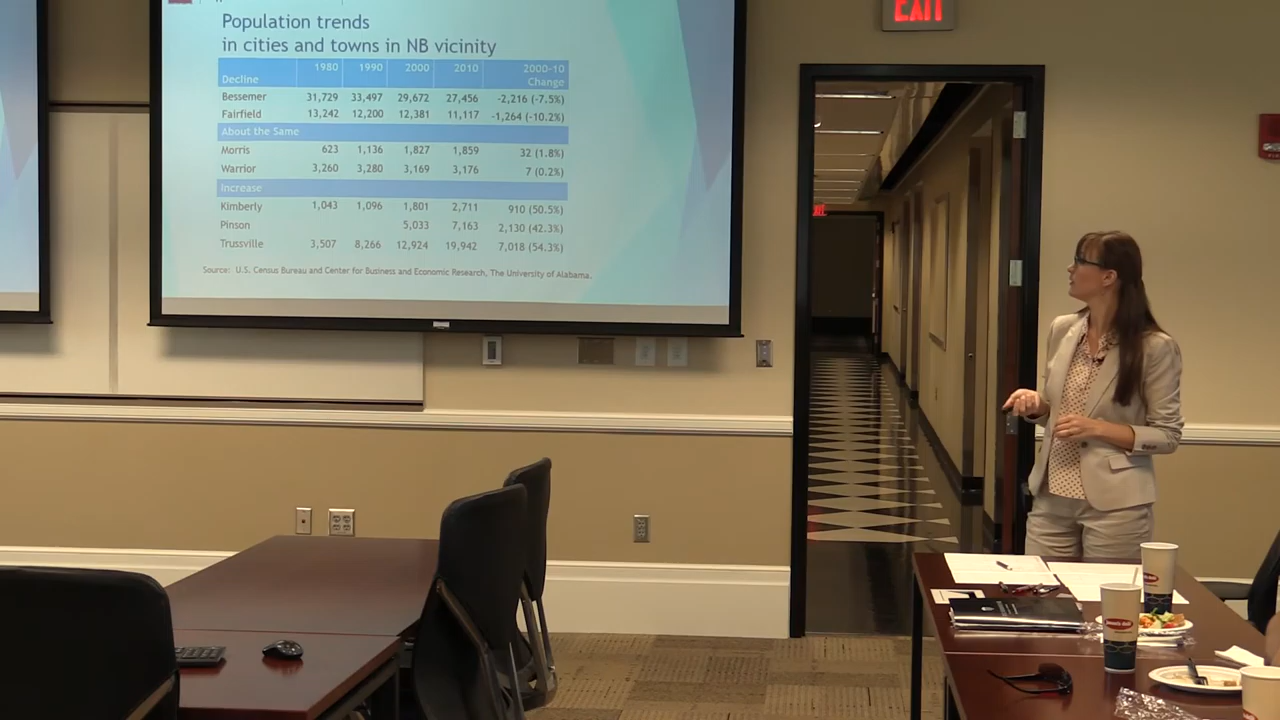 EXIT
Population trends
in cities and towns in NB vicinity
Decline 1980 1990 2000 2010 2000-10 Change
Bessemer 31,729 33,497 29,672 27,456 -2,216 (-7.5%)
Fairfield 13,242 12,200 12,381 11,117 -1,264 (-10.2%)
About the Same
Morris 623 1,136 1,827 1,859 32 (1.8%)
Warrior 3,260 3,280 3,169 3,176 7 (0.2%)
Increase
Kimberly 1,043 1,096 1,801 2,711 910 (50.5%)
Pinson 5,033 7,163 2,130 (42.3%)
Trussville 3,507 8,266 12,924 19,942 7,018 (54.3%)
Source: U.S. Census Bureau and Center for Business and Economic Research, The University of Alabama.
EXIT